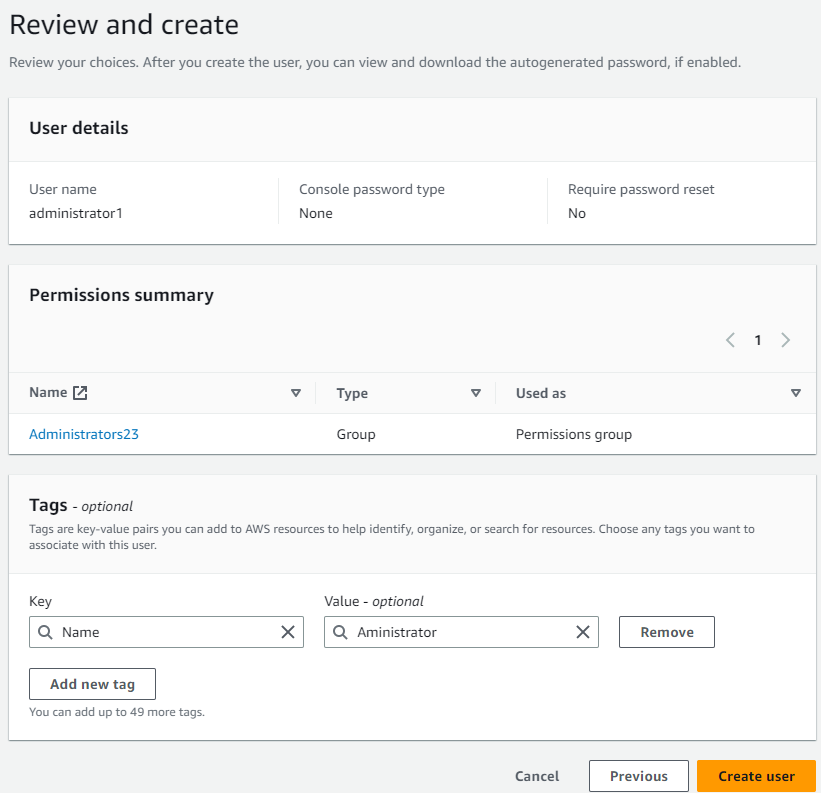 Review and create
Review your choices. After you create the user, you can view and download the autogenerated password, if enabled.
User details
User name
administrator1
Console password type
None
Require password reset
No
Permissions summary
1
Name
Type
Used as
Administrators23
Group
Permissions group
Tags - optional
Tags are key-value pairs you can add to AWS resources to help identify, organize, or search for resources. Choose any tags you want to
associate with this user.
Key
Value - optional
Name
Aministrator
Remove
Add new tag
You can add up to 49 more tags.
Cancel
Previous
Create user